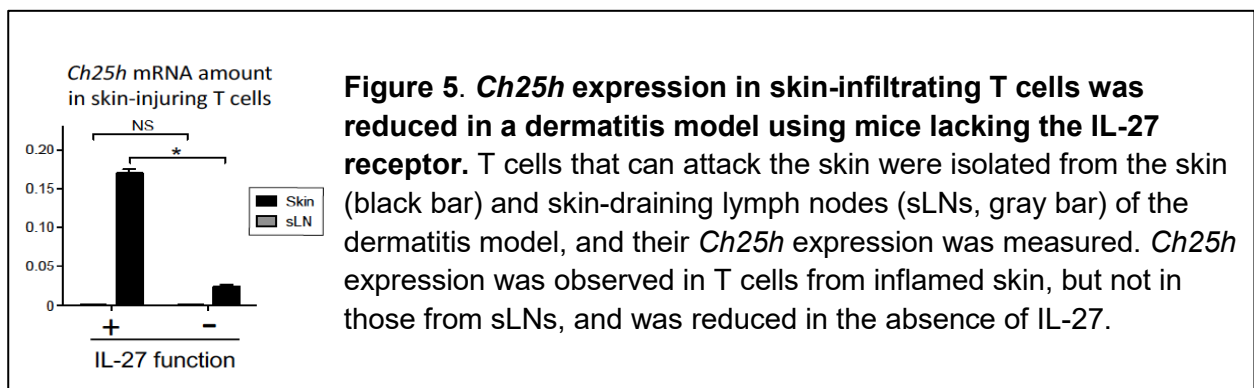 Ch25h mRNA amount
in skin-injuring T cells
NS
*
0.20
0.15
0.10
0.05
0
Skin
sLN
+ −
IL-27 function
Figure 5. Ch25h expression in skin-infiltrating T cells was
reduced in a dermatitis model using mice lacking the IL-27
receptor. T cells that can attack the skin were isolated from the skin
(black bar) and skin-draining lymph nodes (sLNs, gray bar) of the
dermatitis model, and their Ch25h expression was measured. Ch25h
expression was observed in T cells from inflamed skin, but not in
those from sLNs, and was reduced in the absence of IL-27.